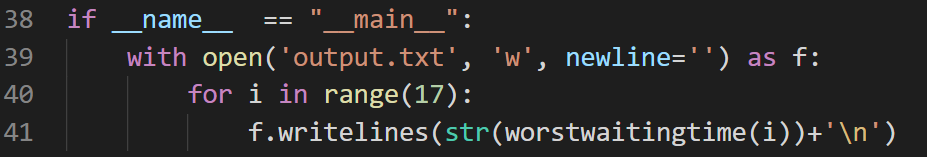 38 if __name__  == "__main__":
39     with open('output.txt', 'w', newline='') as f:
40         for i in range(17):
41             f.writelines(str(worstwaitingtime(i))+'\n')